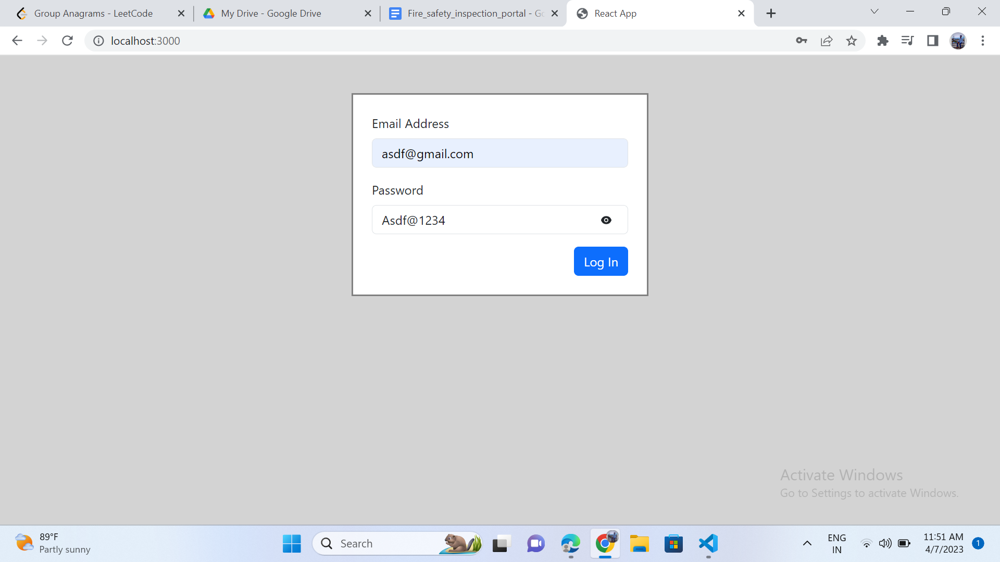 Group Anagrams - LeetCode
My Drive - Google Drive
Fire_safety_inspection_portal - Go
React App
localhost:3000
Email Address
asdf@gmail.com
Password
Asdf@1234
Log In
Activate Windows
Go to Settings to activate Windows.
89°F
Partly sunny
Search
ENG
IN
11:51 AM
4/7/2023
1